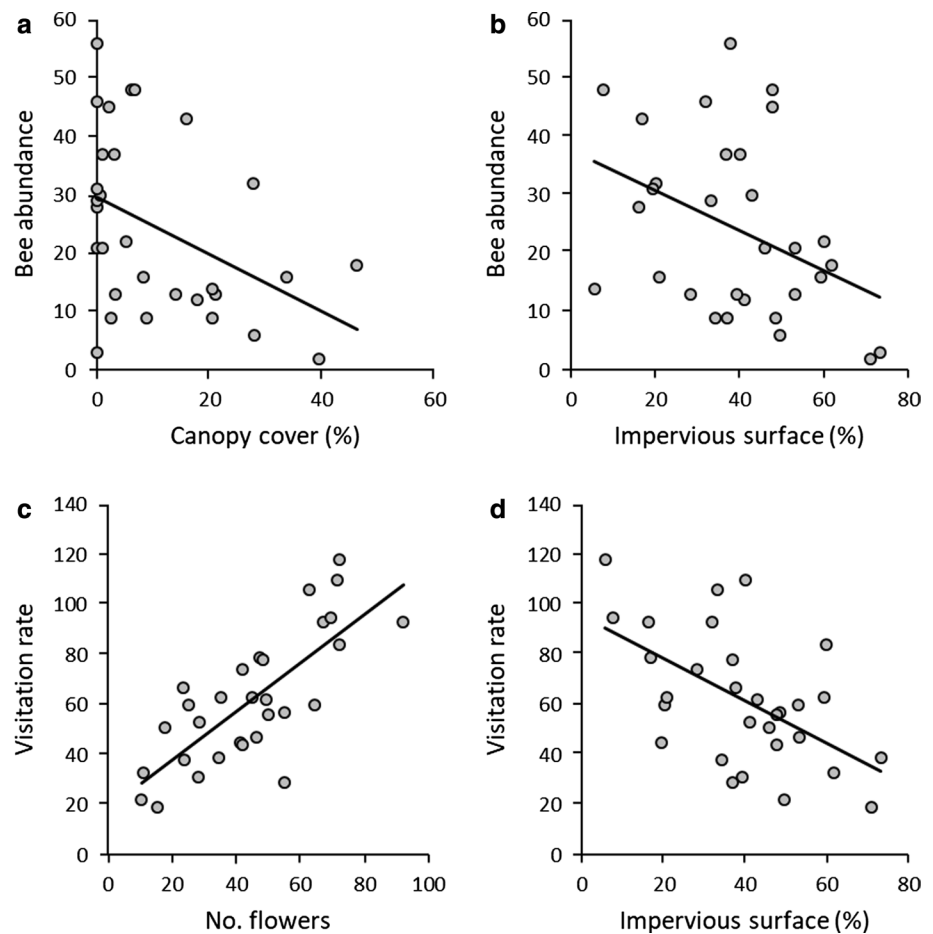 a
60
50
40
30
20
10
0
Bee abundance
0 20 40 60
Canopy cover (%)
b
60
50
40
30
20
10
0
Bee abundance
0 20 40 60 80
Impervious surface (%)
c
140
120
100
80
60
40
20
0
Visitation rate
0 20 40 60 80 100
No. flowers
d
140
120
100
80
60
40
20
0
Visitation rate
0 20 40 60 80
Impervious surface (%)